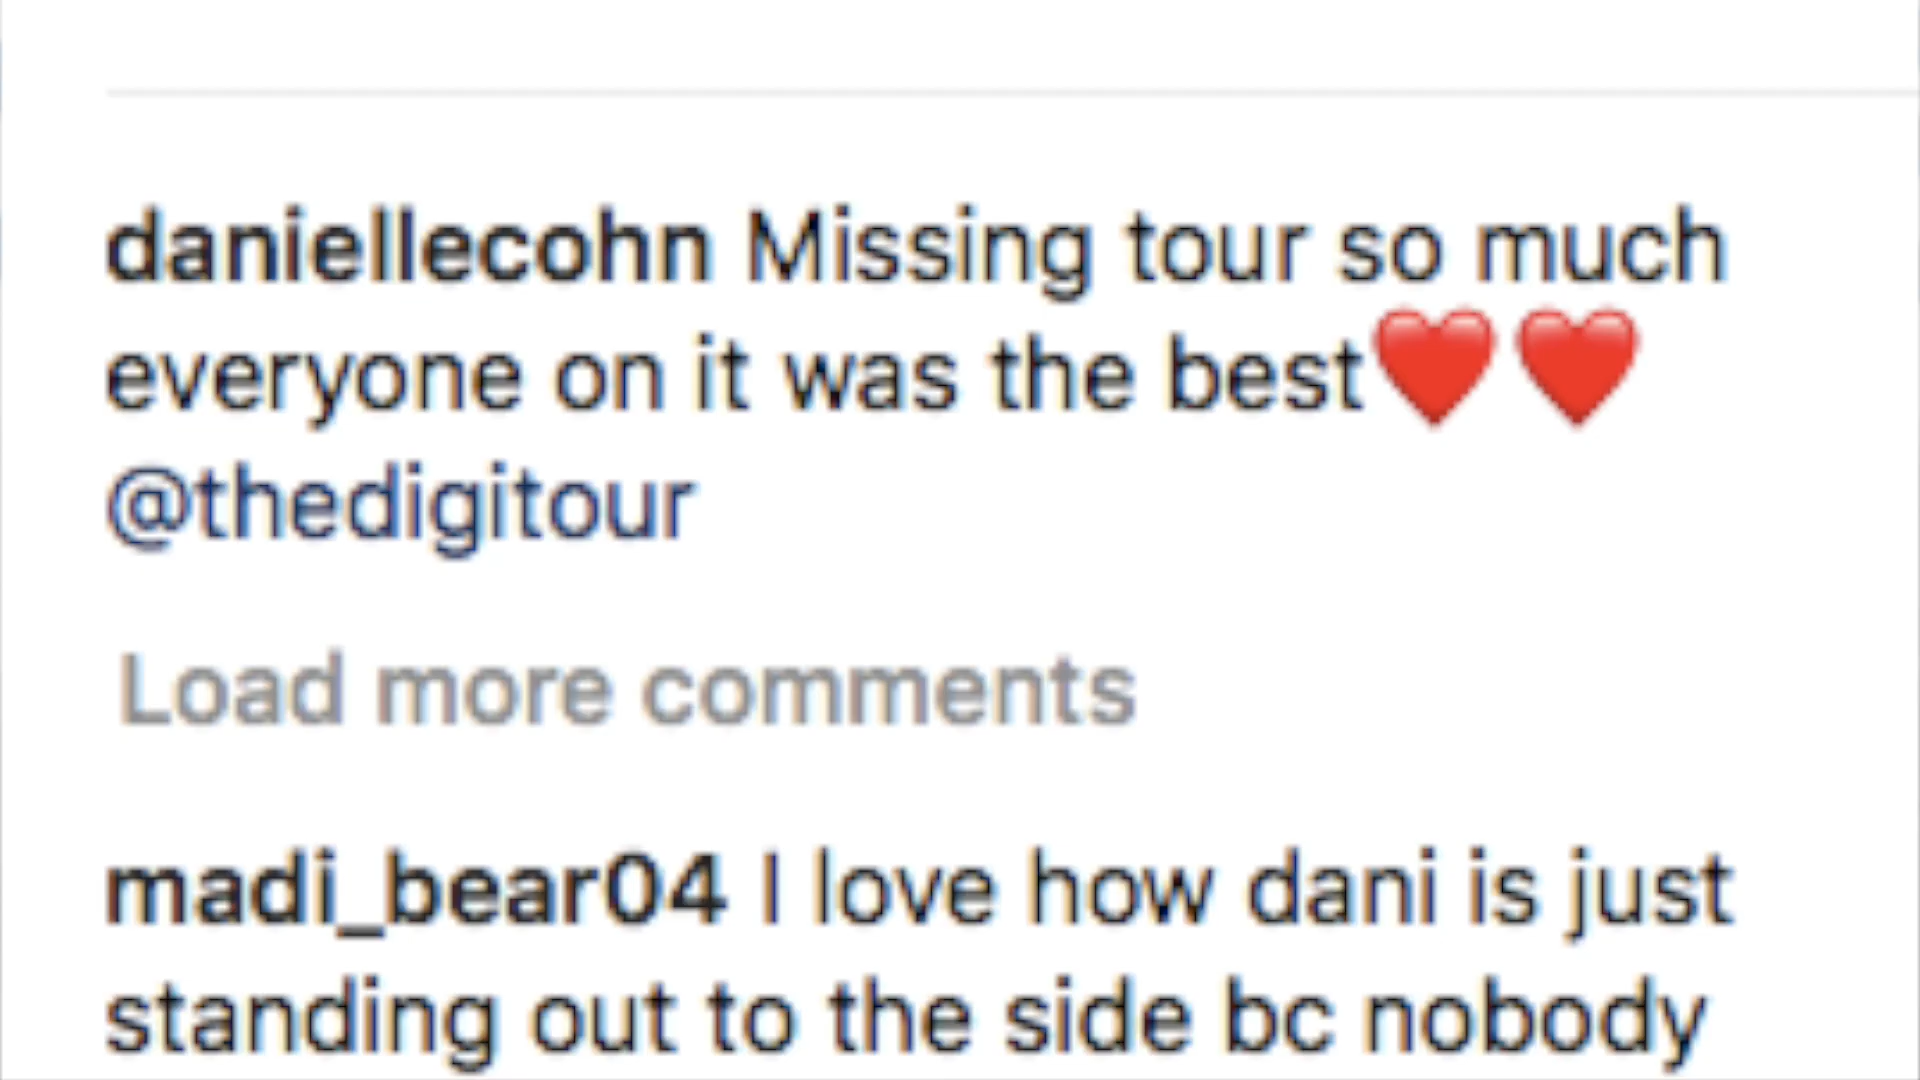 daniellecohn Missing tour so much
everyone on it was the best❤️❤️
@thedigitour
Load more comments
madi_bear04 I love how dani is just
standing out to the side bc nobody